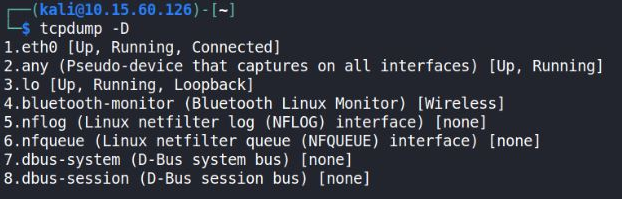 ┌──(kali@10.15.60.126)-[~]
└─$ tcpdump -D
1.eth0 [Up, Running, Connected]
2.any (Pseudo-device that captures on all interfaces) [Up, Running]
3.lo [Up, Running, Loopback]
4.bluetooth-monitor (Bluetooth Linux Monitor) [Wireless]
5.nflog (Linux netfilter log (NFLOG) interface) [none]
6.nfqueue (Linux netfilter queue (NFQUEUE) interface) [none]
7.dbus-system (D-Bus system bus) [none]
8.dbus-session (D-Bus session bus) [none]